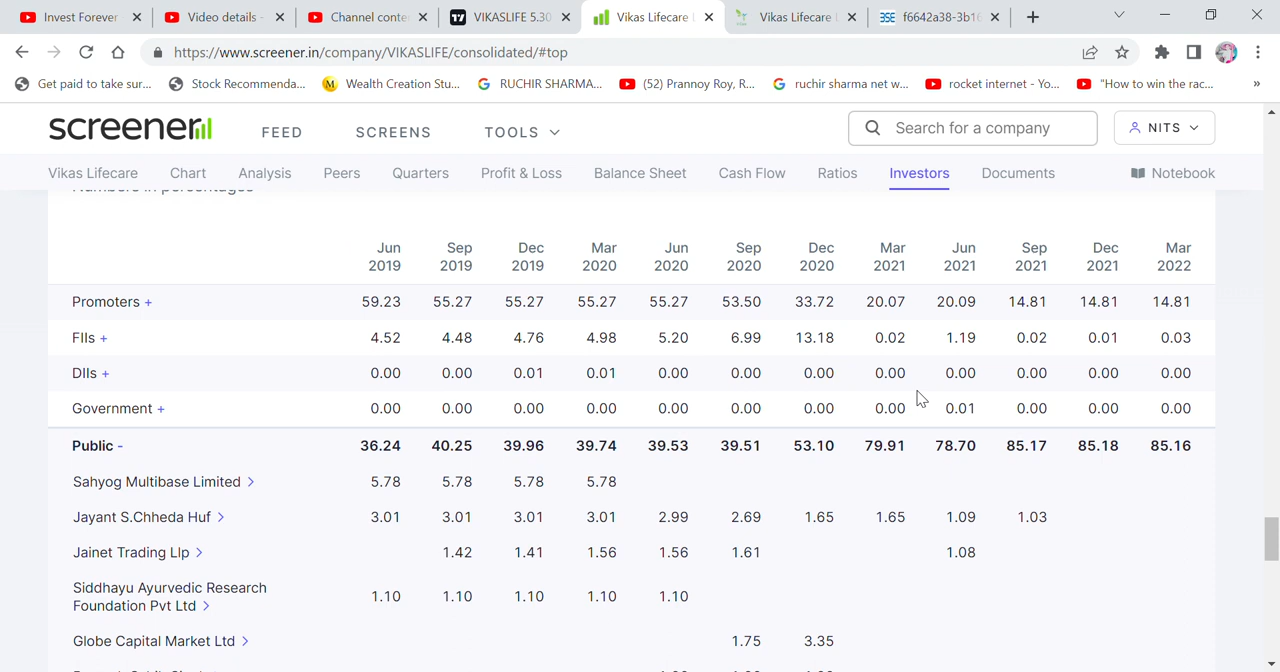 Invest Forever
Video details -
Channel conte
VIKASLIFE 5.30
Vikas Lifecare L
Vikas Lifecare
f6642a38-3b16
https://www.screener.in/company/VIKASLIFE/consolidated/#top
Get paid to take sur...
Stock Recommenda...
Wealth Creation Stu...
RUCHIR SHARMA...
(52) Prannoy Roy, R...
ruchir sharma net w...
rocket internet - Yo...
"How to win the rac...
»
screener
FEED
SCREENS
TOOLS
Search for a company
NITS
Vikas Lifecare
Chart
Analysis
Peers
Quarters
Profit & Loss
Balance Sheet
Cash Flow
Ratios
Investors
Documents
Notebook
Numbers in percentages
Jun 2019 Sep 2019 Dec 2019 Mar 2020 Jun 2020 Sep 2020 Dec 2020 Mar 2021 Jun 2021 Sep 2021 Dec 2021 Mar 2022
Promoters + 59.23 55.27 55.27 55.27 55.27 53.50 33.72 20.07 20.09 14.81 14.81 14.81
FIIs + 4.52 4.48 4.76 4.98 5.20 6.99 13.18 0.02 1.19 0.02 0.01 0.03
DIIs + 0.00 0.00 0.01 0.01 0.00 0.00 0.00 0.00 0.00 0.00 0.00 0.00
Government + 0.00 0.00 0.00 0.00 0.00 0.00 0.00 0.00 0.01 0.00 0.00 0.00
Public - 36.24 40.25 39.96 39.74 39.53 39.51 53.10 79.91 78.70 85.17 85.18 85.16
Sahyog Multibase Limited 5.78 5.78 5.78 5.78
Jayant S.Chheda Huf 3.01 3.01 3.01 3.01 2.99 2.69 1.65 1.65 1.09 1.03
Jainet Trading Llp 1.42 1.41 1.56 1.56 1.61 1.08
Siddhayu Ayurvedic Research
Foundation Pvt Ltd 1.10 1.10 1.10 1.10 1.10
Globe Capital Market Ltd 1.75 3.35